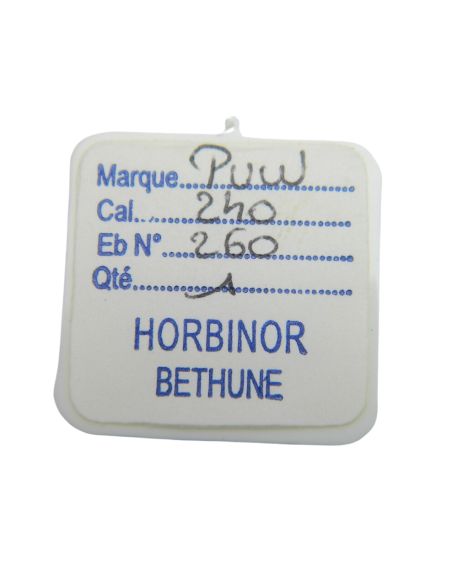 Marque...PUW
Cal...240
Eb N°...260
Qté...1
HORBINOR
BETHUNE